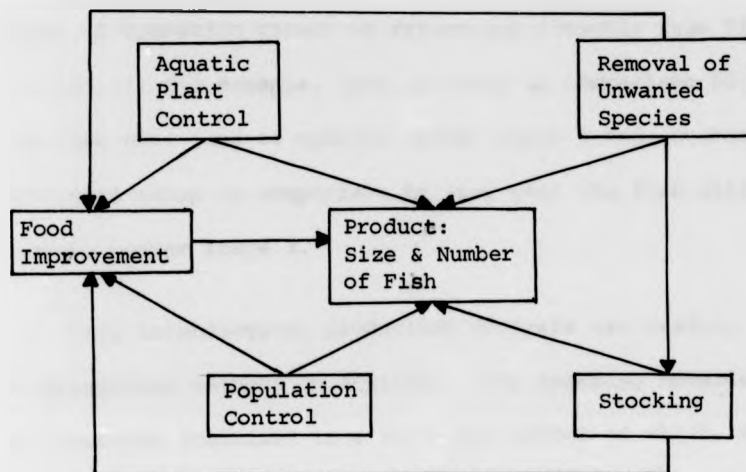 Aquatic
Plant
Control
Removal of
Unwanted
Species
Food
Improvement
Product:
Size & Number
of Fish
Population
Control
Stocking